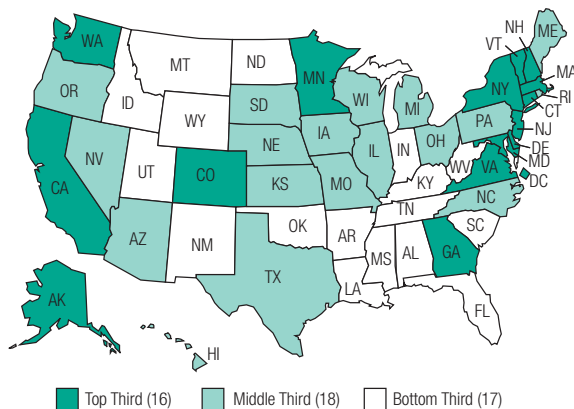 WA
NH
VT
ME
MT
ND
MN
MA
OR
ID
SD
WI
MI
NY
RI
CT
WY
IA
PA
NJ
NE
OH
DE
NV
UT
IL
IN
MD
CA
CO
KS
MO
WV
VA
DC
KY
NC
TN
AZ
NM
OK
AR
SC
MS
AL
GA
TX
LA
AK
FL
HI
Top Third (16)
Middle Third (18)
Bottom Third (17)